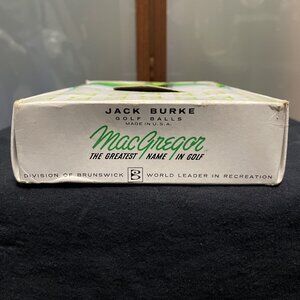 JACK BURKE
GOLF BALLS
MADE IN U.S.A.
MacGregor
THE GREATEST NAME IN GOLF
DIVISION OF BRUNSWICK B WORLD LEADER IN RECREATION